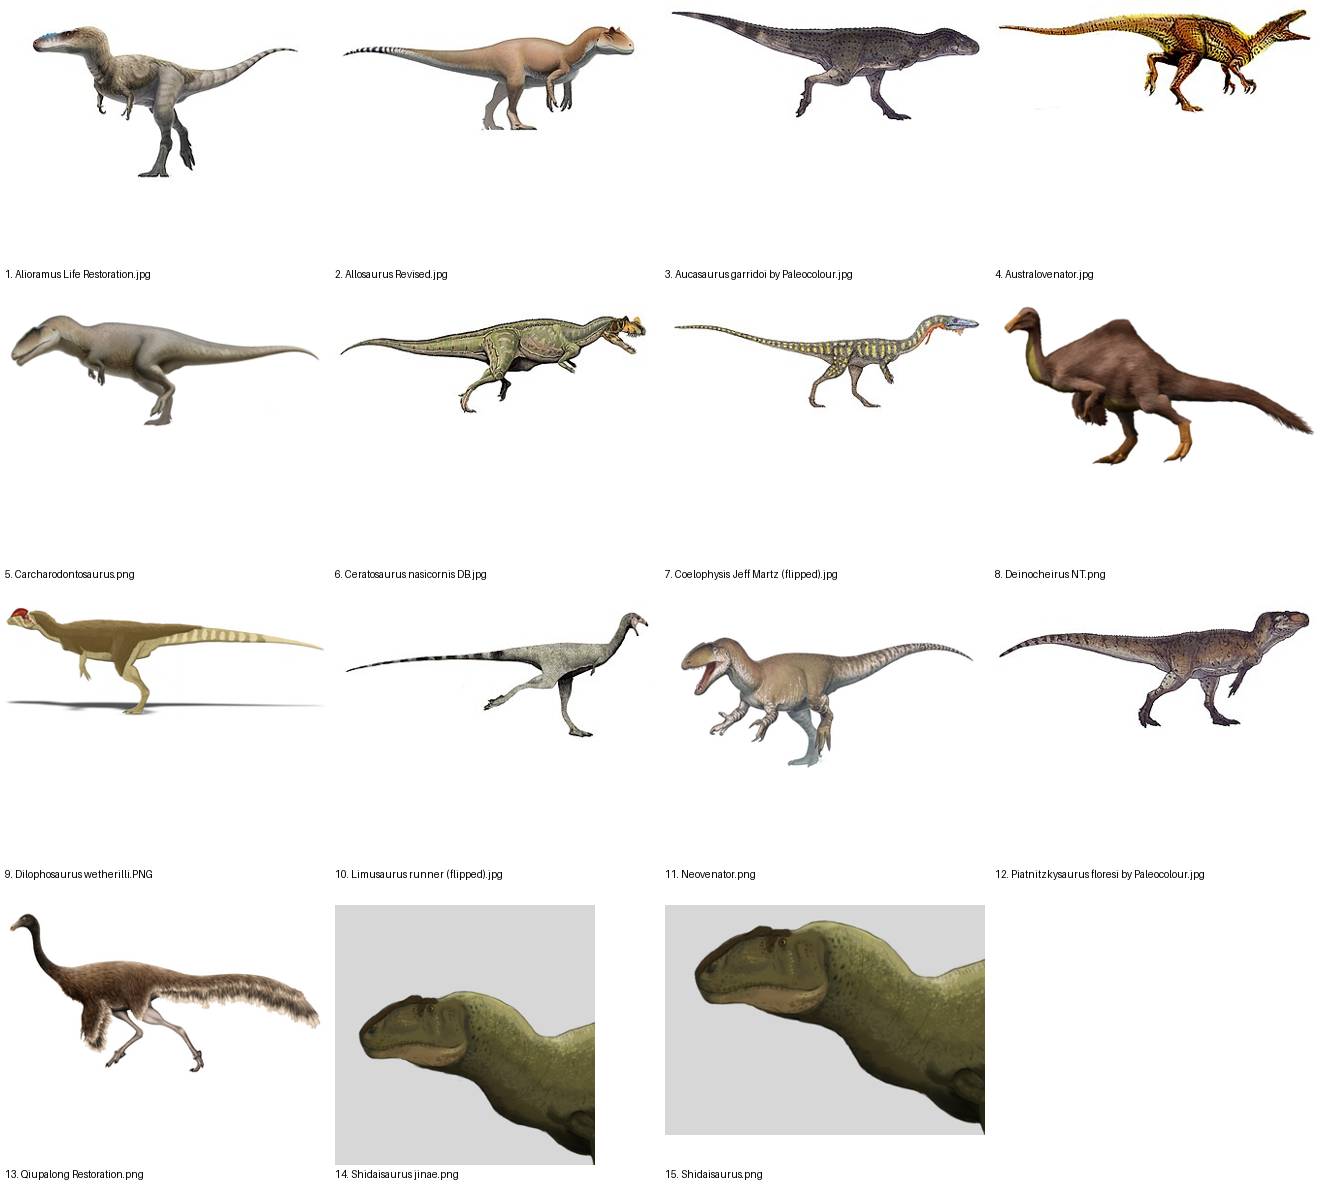 1. Alioramus Life Restoration.jpg
2. Allosaurus Revised.jpg
3. Aucasaurus garridoi by Paleocolour.jpg
4. Australovenator.jpg
5. Carcharodontosaurus.png
6. Ceratosaurus nasicornis DB.jpg
7. Coelophysis Jeff Martz (flipped).jpg
8. Deinocheirus NT.png
9. Dilophosaurus wetherilli.PNG
10. Limusaurus runner (flipped).jpg
11. Neovenator.png
12. Piatnitzkysaurus floresi by Paleocolour.jpg
13. Qiupalong Restoration.png
14. Shidaisaurus jinae.png
15. Shidaisaurus.png